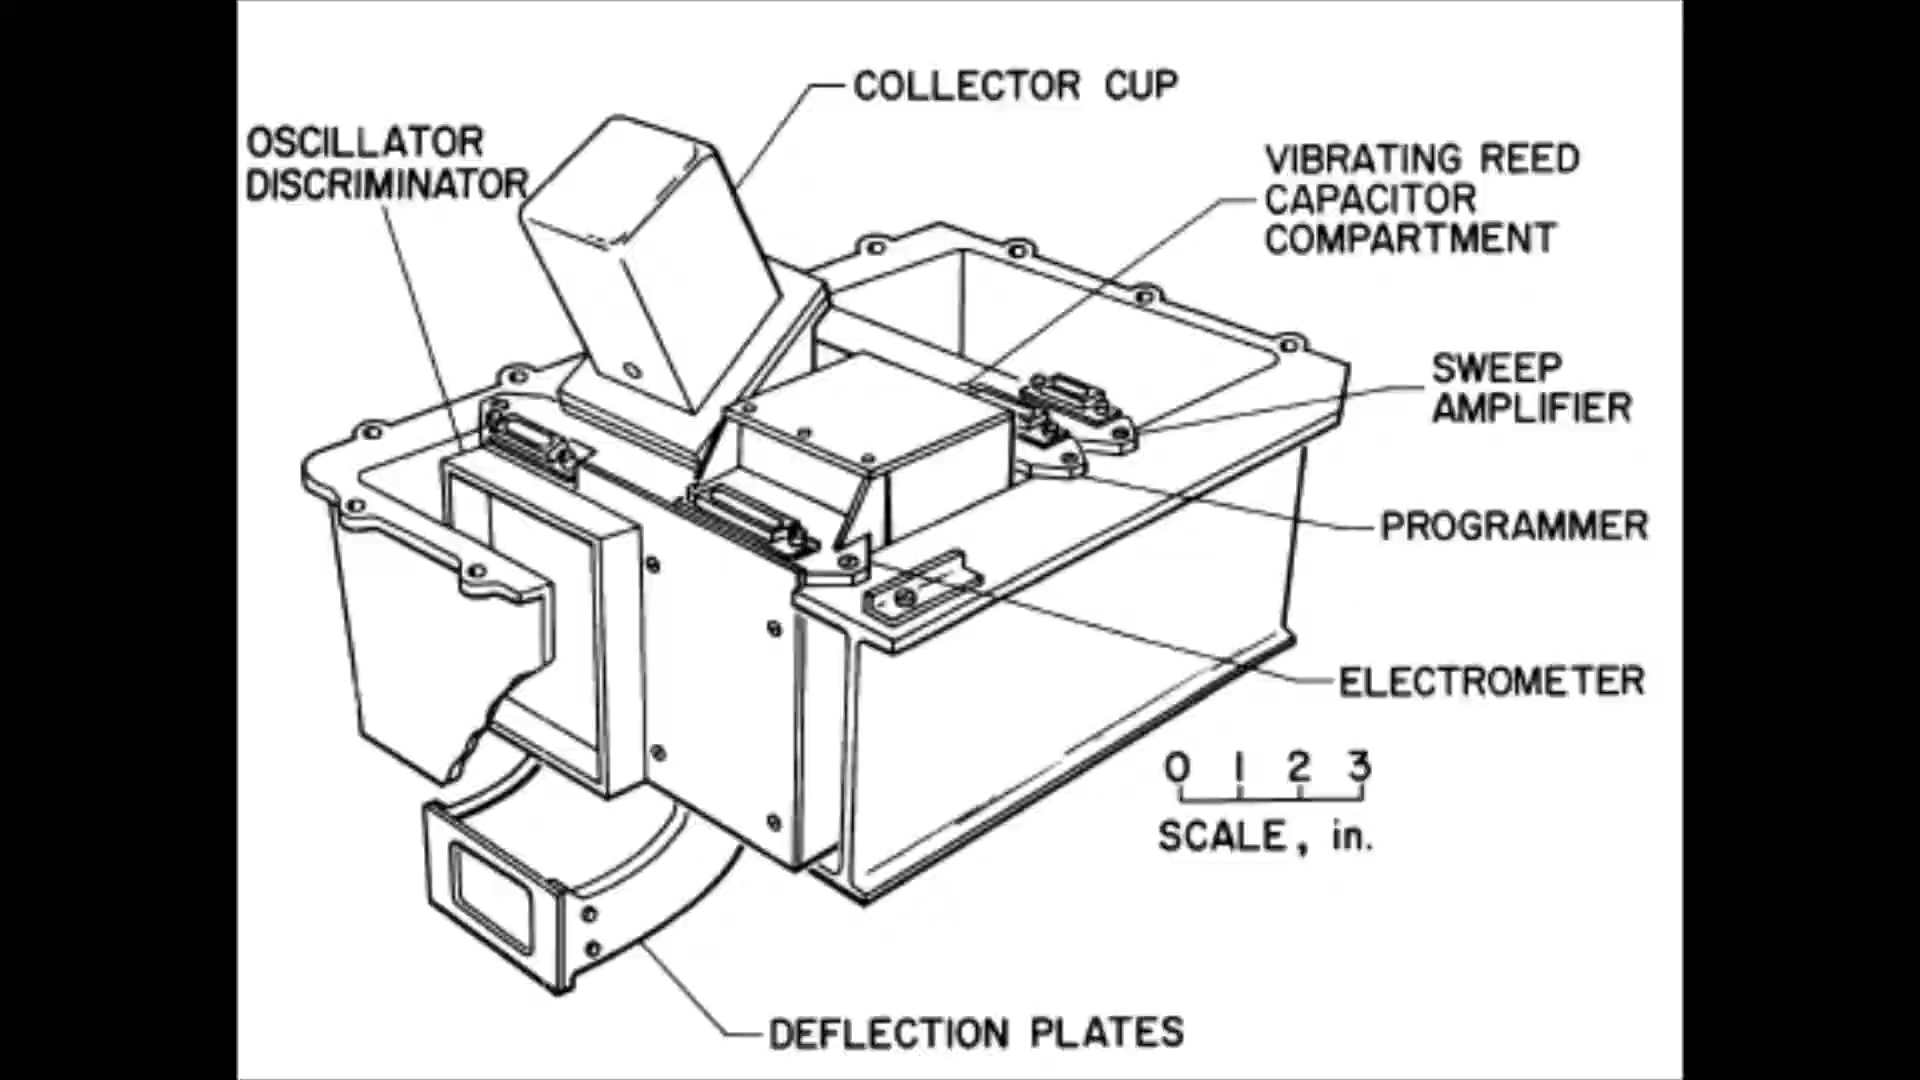 COLLECTOR CUP
OSCILLATOR
DISCRIMINATOR
VIBRATING REED
CAPACITOR
COMPARTMENT
SWEEP
AMPLIFIER
PROGRAMMER
ELECTROMETER
0 1 2 3
SCALE, in.
DEFLECTION PLATES